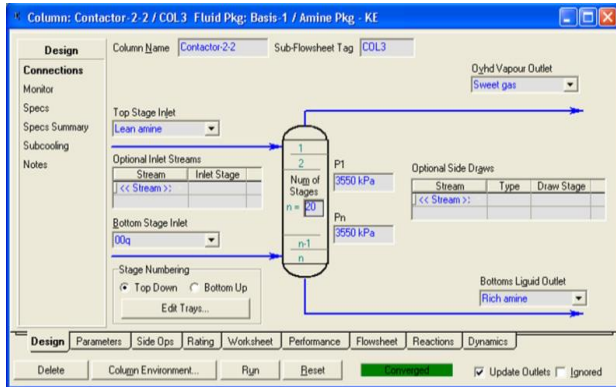 Column: Contactor-2-2 / COL3 Fluid Pkg: Basis-1 / Amine Pkg - KE
Design
Connections
Monitor
Specs
Specs Summary
Subcooling
Notes
Column Name Contactor-2-2 Sub-Flowsheet Tag COL3
Ovhd Vapour Outlet
Sweet gas
Top Stage Inlet
Lean amine
Optional Inlet Streams
Stream Inlet Stage
<< Stream >>
Bottom Stage Inlet
00q
Stage Numbering
Top Down Bottom Up
Edit Trays...
1
2
Num of
Stages
n = 20
n-1
n
P1
3550 kPa
Pn
3550 kPa
Optional Side Draws
Stream Type Draw Stage
<< Stream >>
Bottoms Liquid Outlet
Rich amine
Design Parameters Side Ops Rating Worksheet Performance Flowsheet Reactions Dynamics
Delete Column Environment... Run Reset Converged Update Outlets Ignored